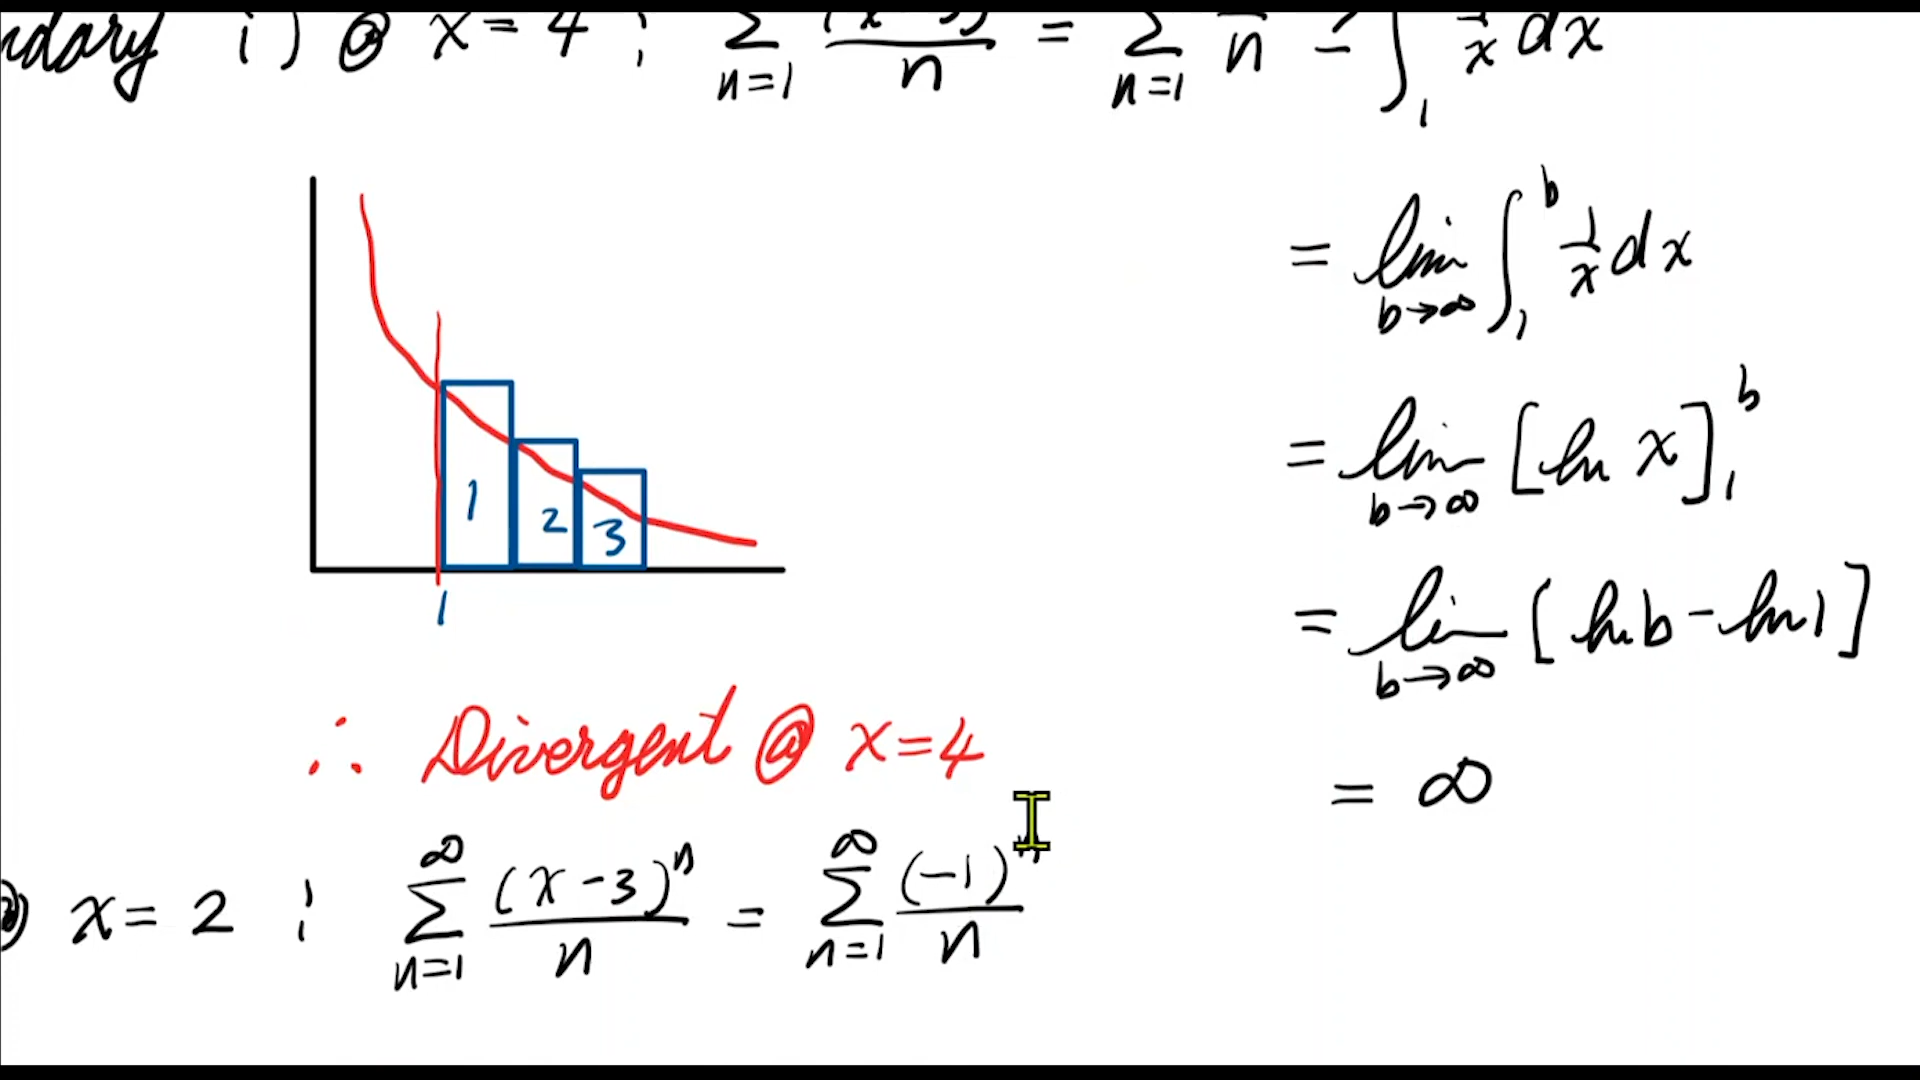 i) @ x = 4 : ∑ n=1 (x-3) / n = ∑ n=1 / n ≥ ∫ 1 1/x dx
= lim b→∞ ∫ 1 b 1/x dx
= lim b→∞ [ln x] 1 b
1 2 3
= lim b→∞ [ln b - ln 1]
1
∴ Divergent @ x=4
= ∞
@ x = 2 : ∑ n=1 ∞ (x-3)^n / n = ∑ n=1 ∞ (-1)^n / n